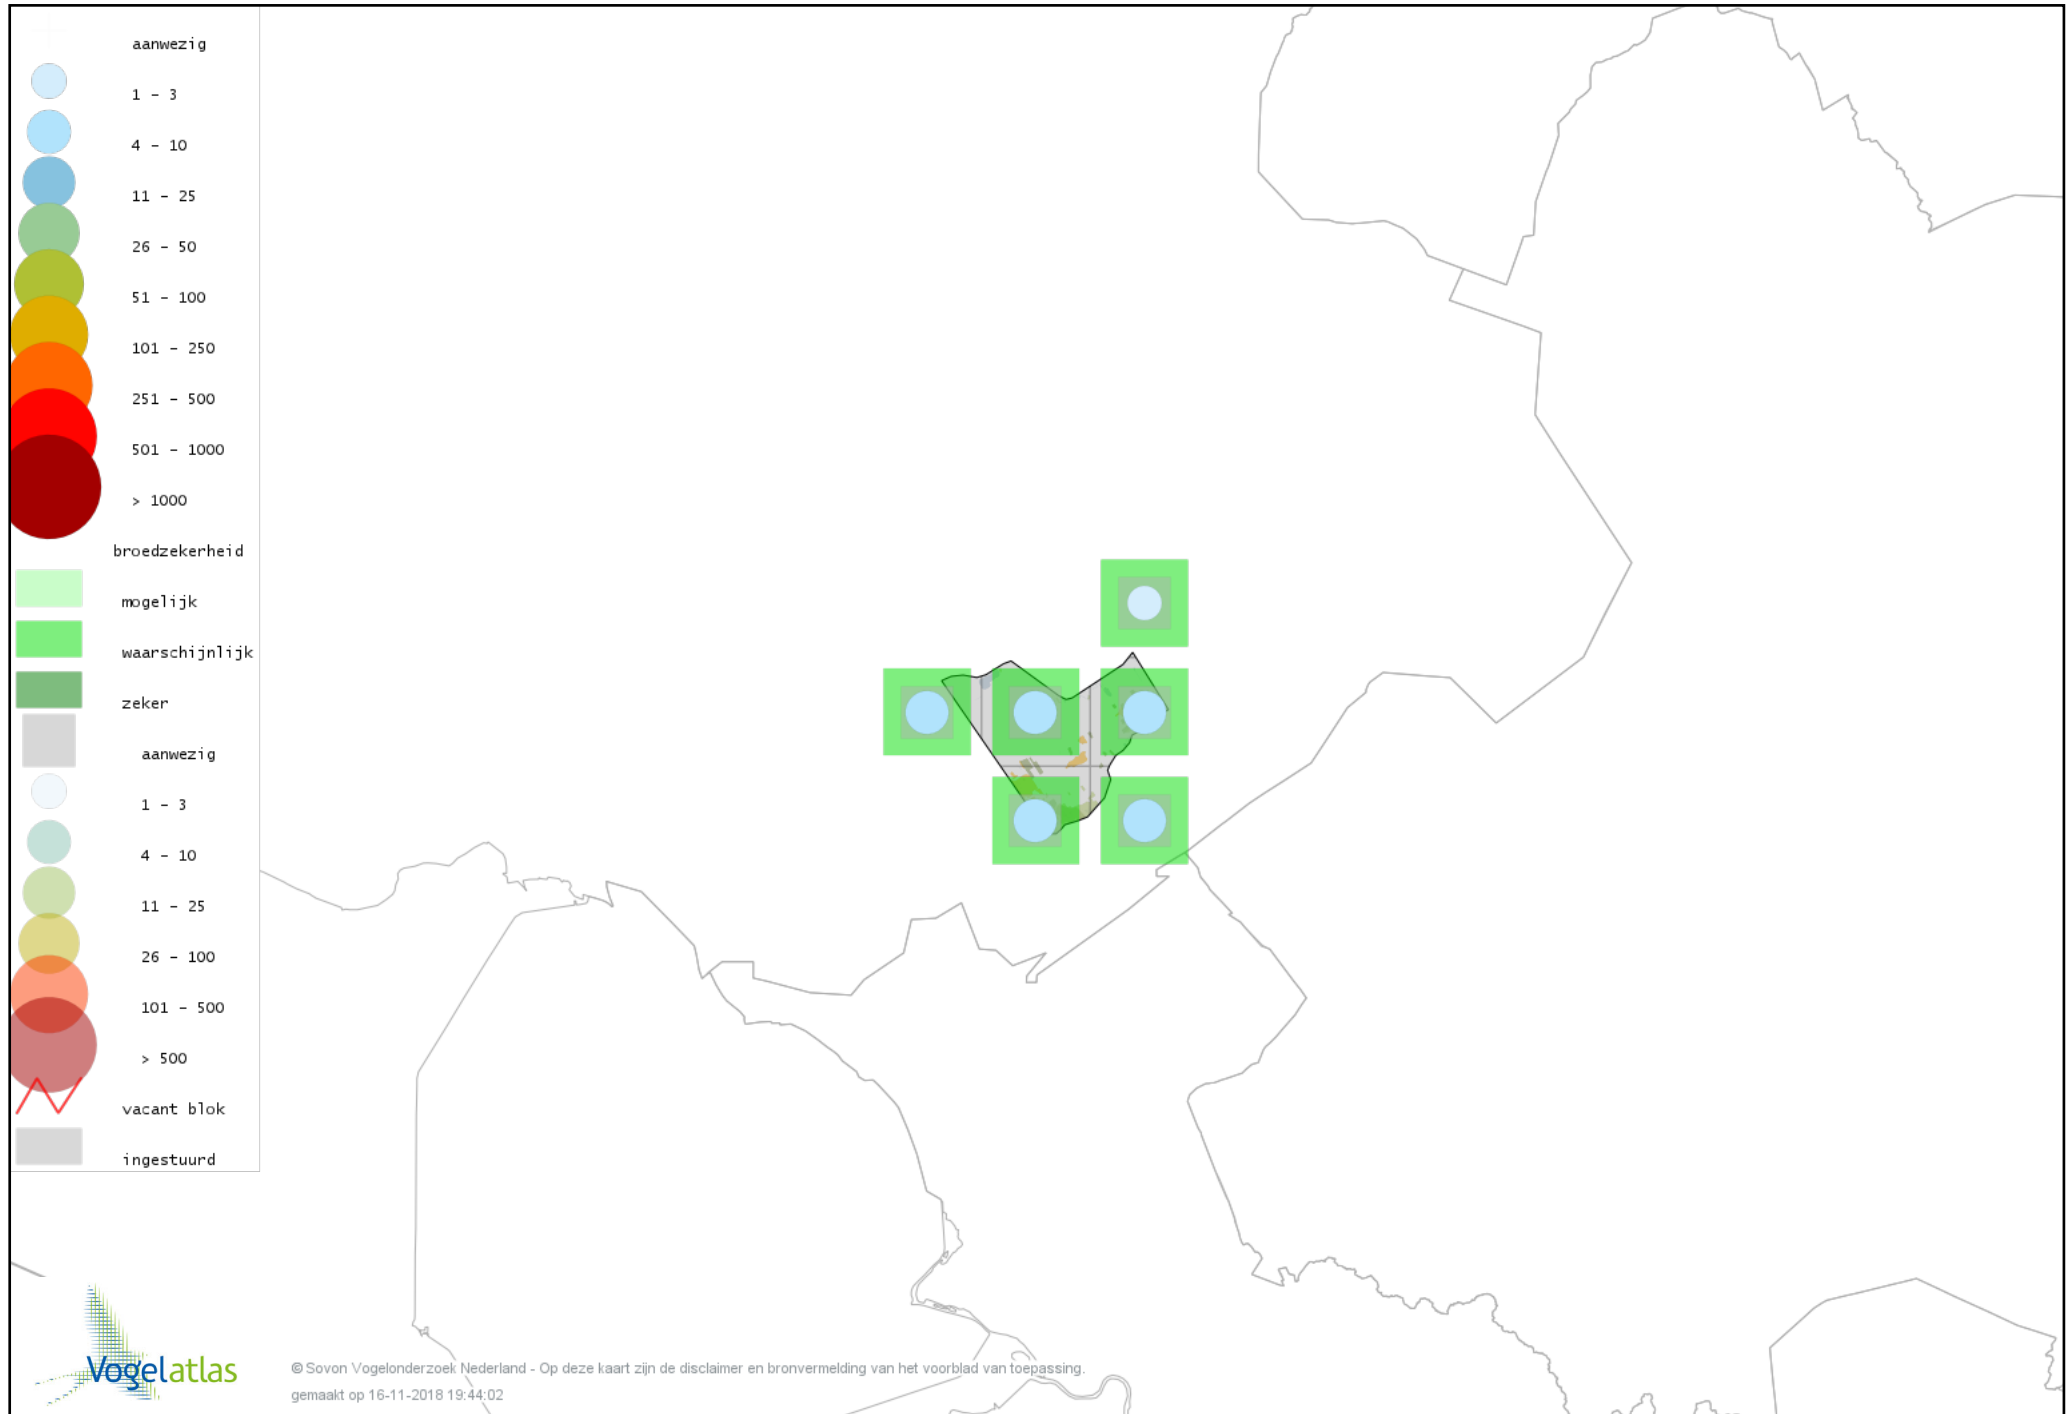 aanwezig
1 - 3
4 - 10
11 - 25
26 - 50
51 - 100
101 - 250
251 - 500
501 - 1000
> 1000
broedzekerheid
mogelijk
waarschijnlijk
zeker
aanwezig
1 - 3
4 - 10
11 - 25
26 - 100
101 - 500
> 500
vacant blok
ingestuurd
Vogelatlas
© Sovon Vogelonderzoek Nederland - Op deze kaart zijn de disclaimer en bronvermelding van het voorblad van toepassing.
gemaakt op 16-11-2018 19:44:02